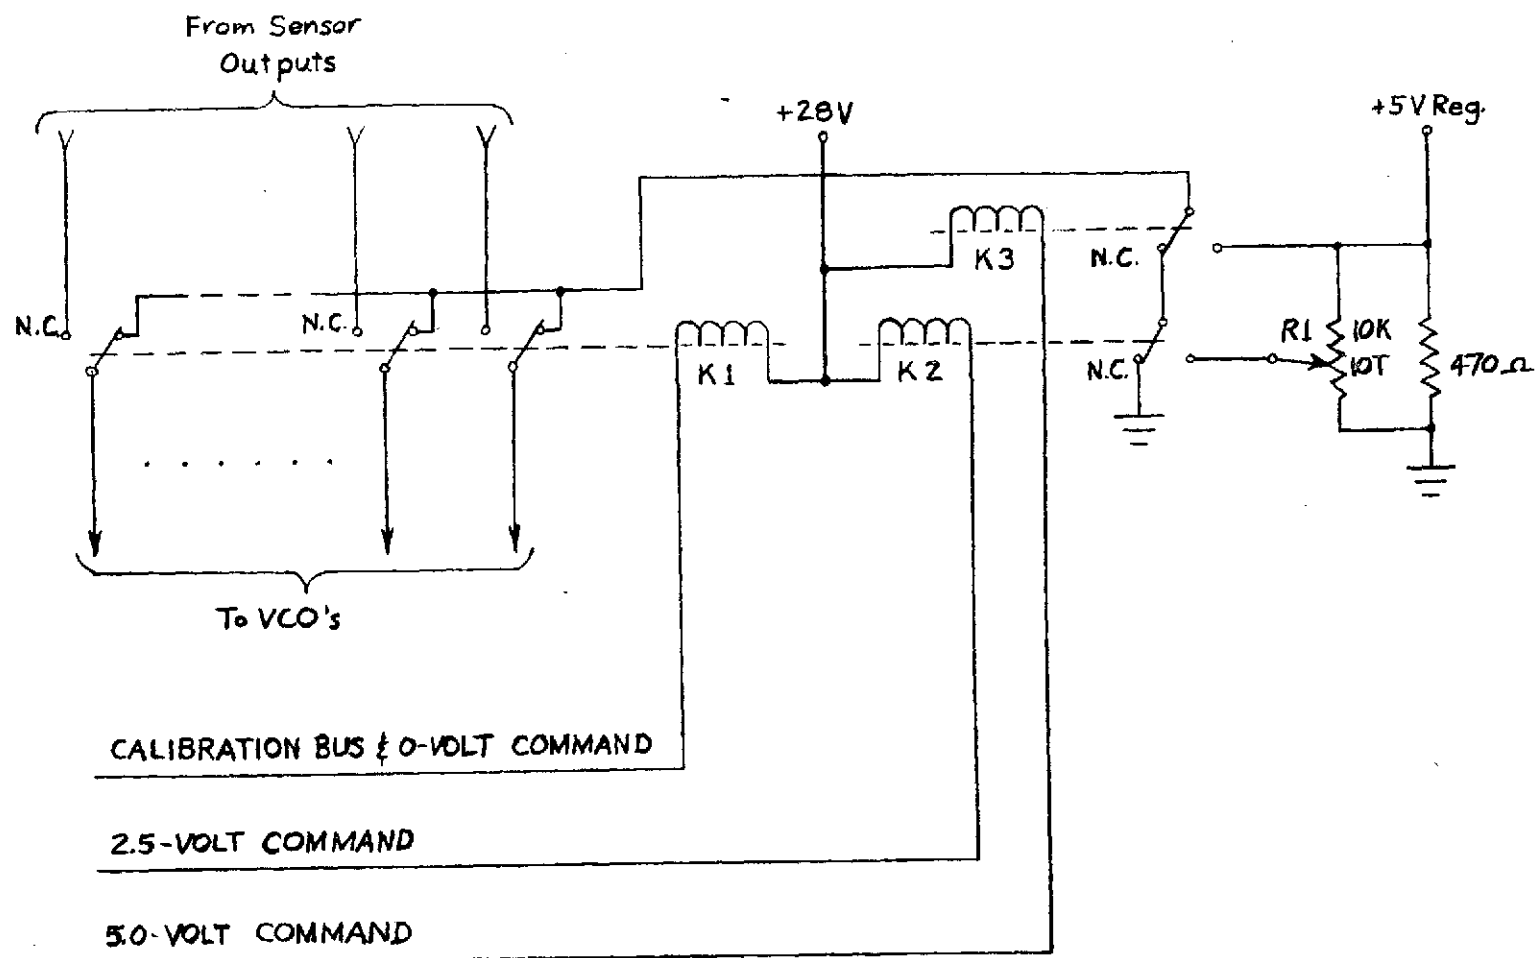 From Sensor
Outputs
+28V
+5V Reg.
K3
N.C.
N.C.
N.C.
K1
K2
N.C.
R1
10K
10T
470Ω
To VCO's
CALIBRATION BUS & 0-VOLT COMMAND
2.5-VOLT COMMAND
5.0-VOLT COMMAND